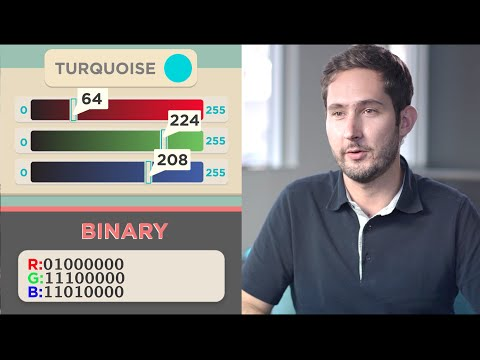 TURQUOISE
64
0 255
224
0 255
208
0 255
BINARY
R:01000000
G:11100000
B:11010000